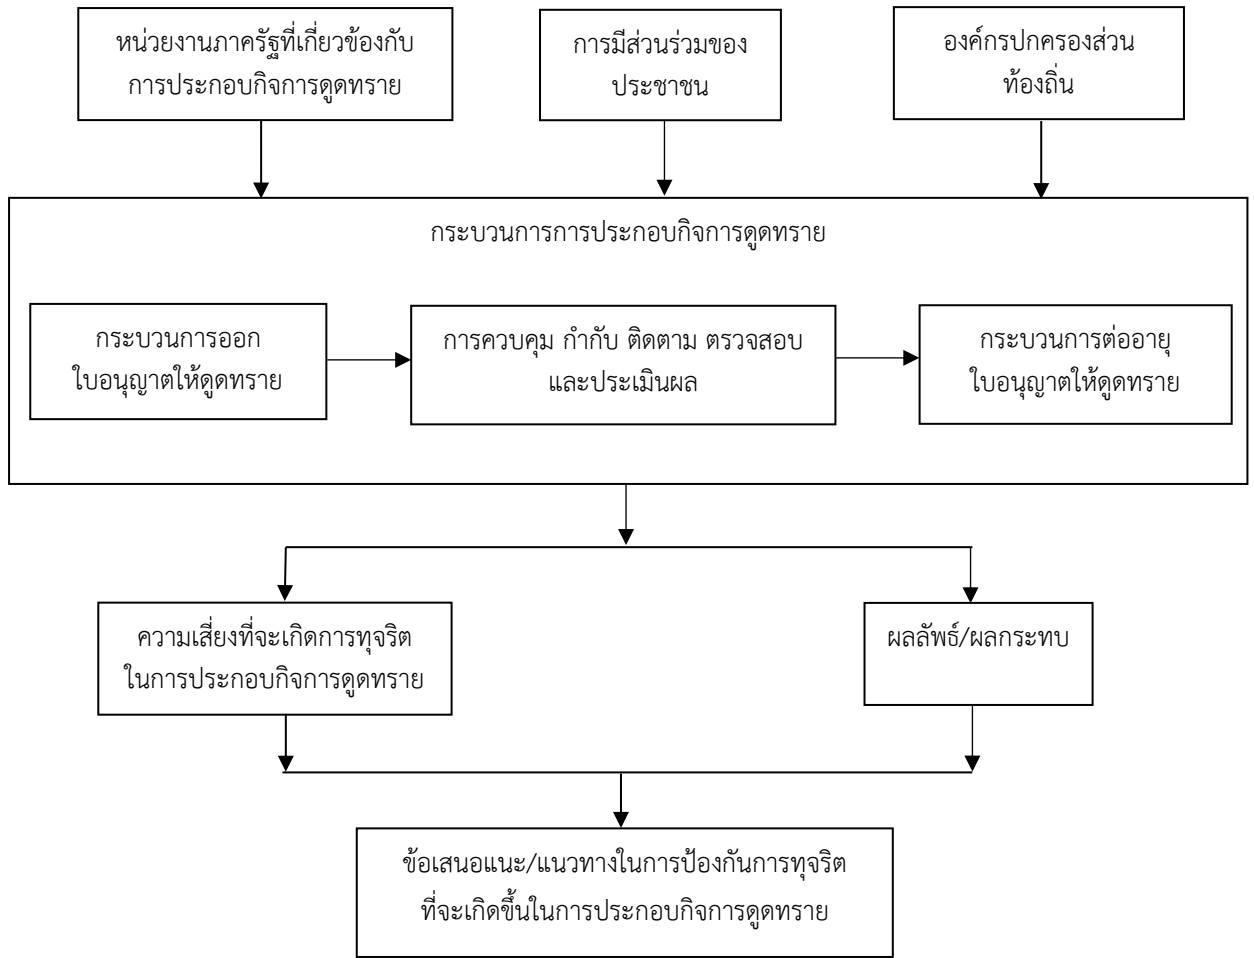 หน่วยงานภาครัฐที่เกี่ยวข้องกับ
การประกอบกิจการดูดทราย
การมีส่วนร่วมของ
ประชาชน
องค์กรปกครองส่วน
ท้องถิ่น
กระบวนการการประกอบกิจการดูดทราย
กระบวนการออก
ใบอนุญาตให้ดูดทราย
การควบคุม กำกับ ติดตาม ตรวจสอบ
และประเมินผล
กระบวนการต่ออายุ
ใบอนุญาตให้ดูดทราย
ความเสี่ยงที่จะเกิดการทุจริต
ในการประกอบกิจการดูดทราย
ผลลัพธ์/ผลกระทบ
ข้อเสนอแนะ/แนวทางในการป้องกันการทุจริต
ที่จะเกิดขึ้นในการประกอบกิจการดูดทราย